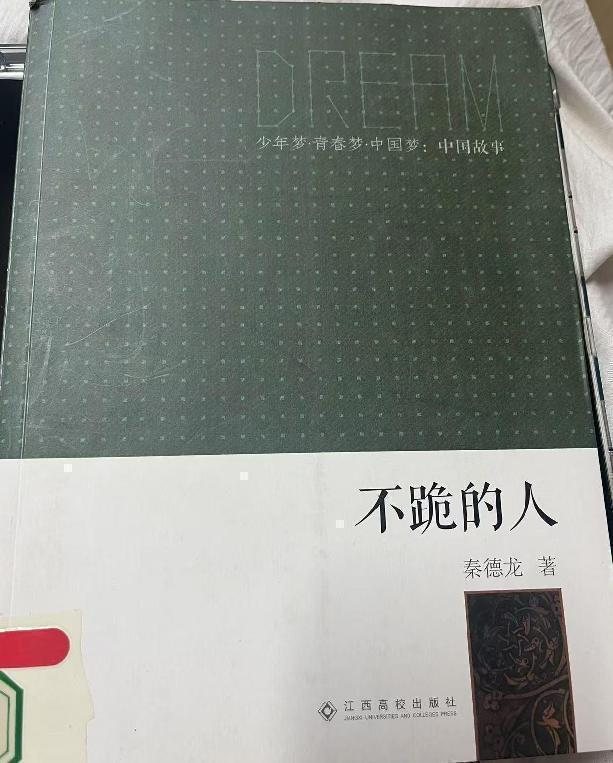 DREAM
少年梦·青春梦·中国梦：中国故事
不跪的人
秦德龙 著
江西高校出版社
JIANGXI UNIVERSITIES AND COLLEGES PRESS